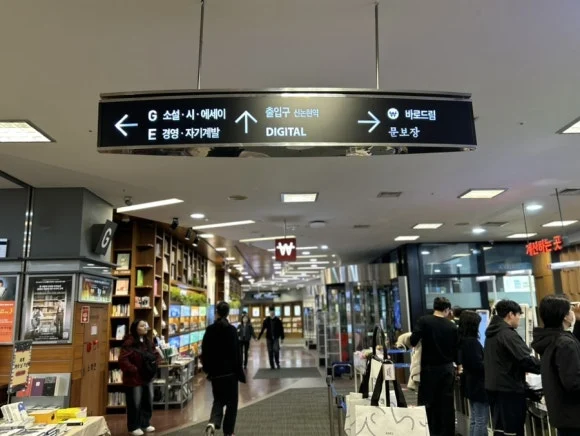 G 소설·시·에세이
E 경영·자기계발
출입구 신논현역
DIGITAL
바로드림
문보장
G